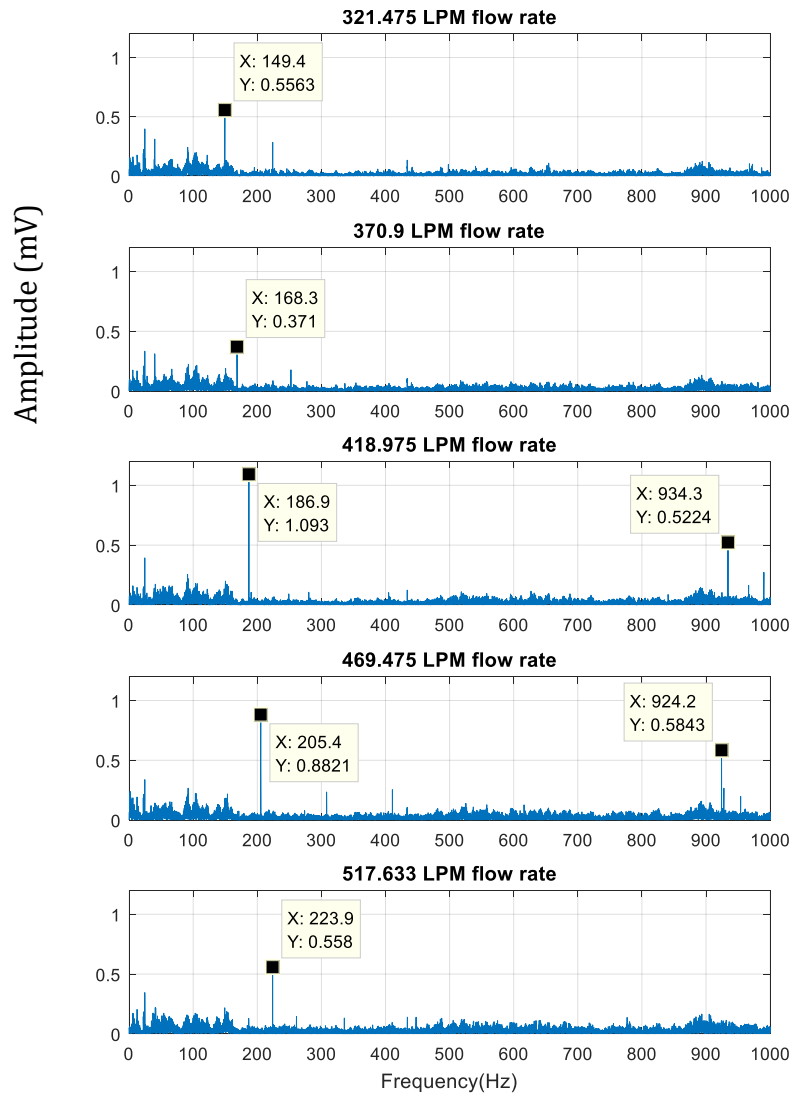 321.475 LPM flow rate
X: 149.4
Y: 0.5563
1
0.5
0
0 100 200 300 400 500 600 700 800 900 1000
Amplitude (mV)
370.9 LPM flow rate
X: 168.3
Y: 0.371
1
0.5
0
0 100 200 300 400 500 600 700 800 900 1000
418.975 LPM flow rate
X: 186.9
Y: 1.093
X: 934.3
Y: 0.5224
1
0.5
0
0 100 200 300 400 500 600 700 800 900 1000
469.475 LPM flow rate
X: 205.4
Y: 0.8821
X: 924.2
Y: 0.5843
1
0.5
0
0 100 200 300 400 500 600 700 800 900 1000
517.633 LPM flow rate
X: 223.9
Y: 0.558
1
0.5
0
0 100 200 300 400 500 600 700 800 900 1000
Frequency(Hz)